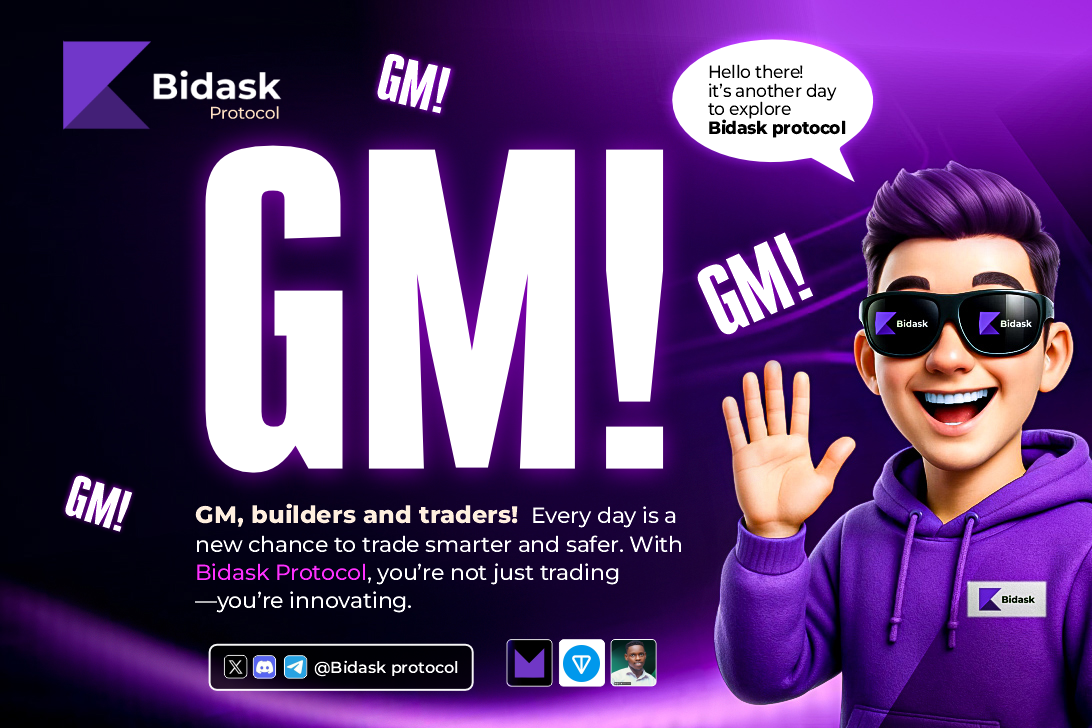 Bidask
Protocol
GM!
Hello there!
it's another day
to explore
Bidask protocol
GM!
GM!
Bidask
Bidask
GM!
GM, builders and traders! Every day is a
new chance to trade smarter and safer. With
Bidask Protocol, you're not just trading
—you're innovating.
Bidask
@Bidask protocol